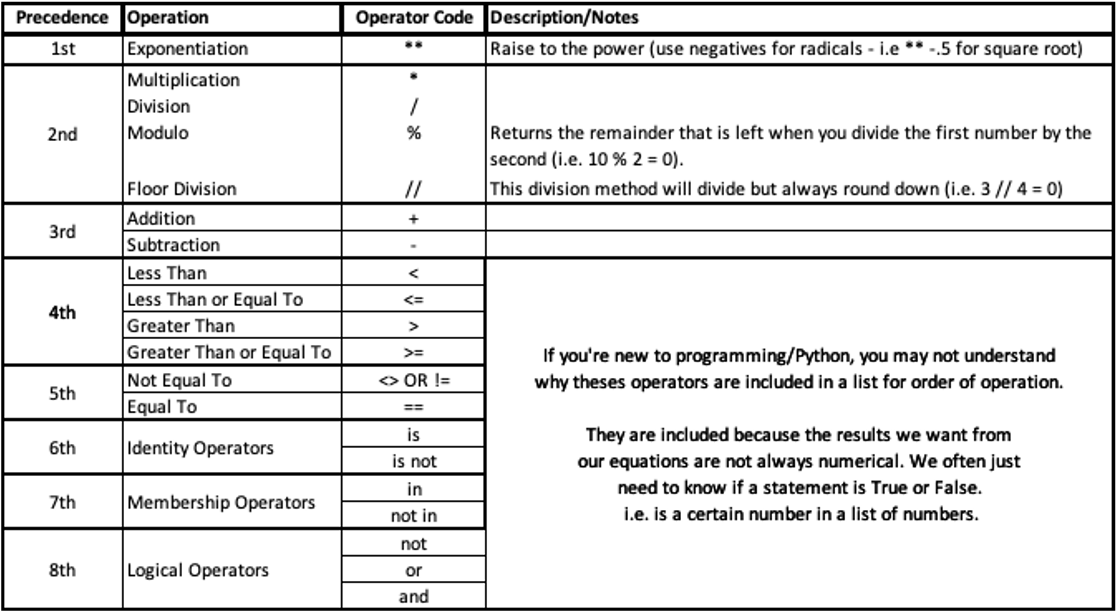 Precedence Operation Operator Code Description/Notes
1st Exponentiation ** Raise to the power (use negatives for radicals - i.e ** -.5 for square root)
Multiplication *
Division /
2nd Modulo % Returns the remainder that is left when you divide the first number by the
second (i.e. 10 % 2 = 0).
Floor Division // This division method will divide but always round down (i.e. 3 // 4 = 0)
3rd
Addition +
Subtraction -
4th
Less Than <
Less Than or Equal To <=
Greater Than >
Greater Than or Equal To >=
5th
Not Equal To <> OR !=
Equal To ==
6th Identity Operators
is
is not
7th Membership Operators
in
not in
8th Logical Operators
not
or
and
If you're new to programming/Python, you may not understand
why theses operators are included in a list for order of operation.
They are included because the results we want from
our equations are not always numerical. We often just
need to know if a statement is True or False.
i.e. is a certain number in a list of numbers.